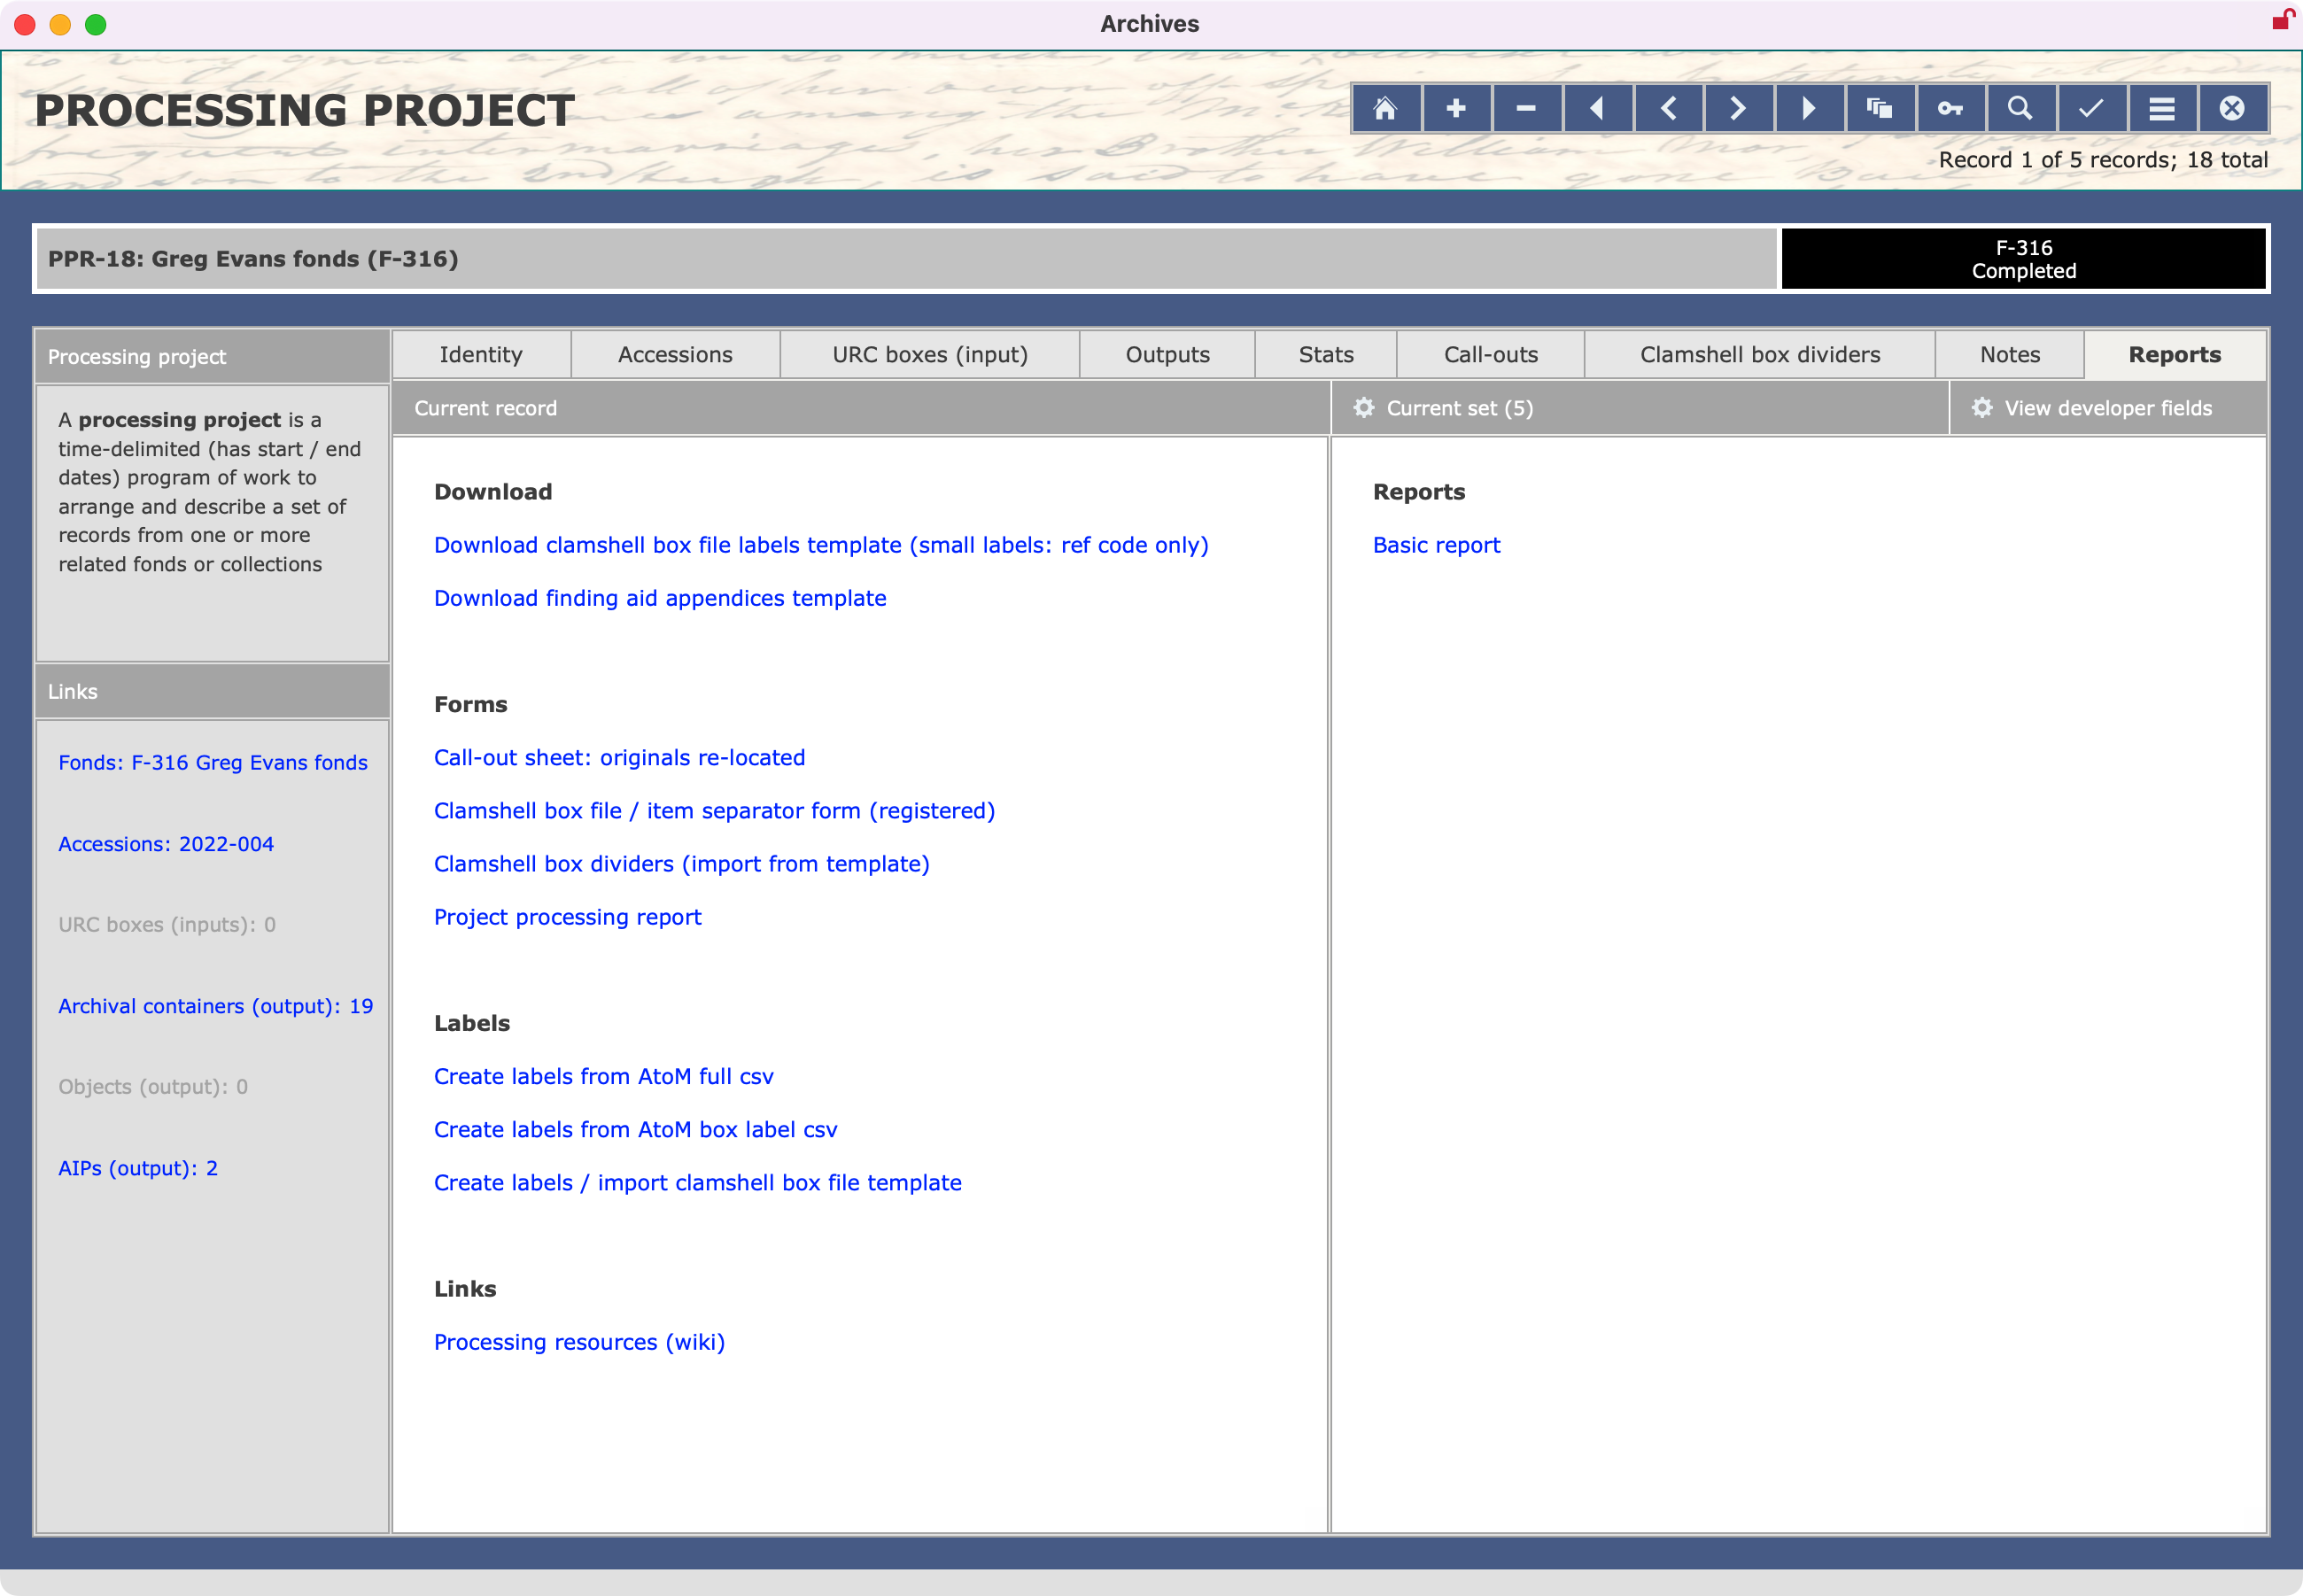 Archives
PROCESSING PROJECT
Record 1 of 5 records; 18 total
PPR-18: Greg Evans fonds (F-316)
F-316
Completed
Processing project
A processing project is a
time-delimited (has start / end
dates) program of work to
arrange and describe a set of
records from one or more
related fonds or collections
Links
Fonds: F-316 Greg Evans fonds
Accessions: 2022-004
URC boxes (inputs): 0
Archival containers (output): 19
Objects (output): 0
AIPs (output): 2
Identity
Accessions
URC boxes (input)
Outputs
Stats
Call-outs
Clamshell box dividers
Notes
Reports
Current record
Current set (5)
View developer fields
Download
Download clamshell box file labels template (small labels: ref code only)
Download finding aid appendices template
Forms
Call-out sheet: originals re-located
Clamshell box file / item separator form (registered)
Clamshell box dividers (import from template)
Project processing report
Labels
Create labels from AtoM full csv
Create labels from AtoM box label csv
Create labels / import clamshell box file template
Links
Processing resources (wiki)
Reports
Basic report